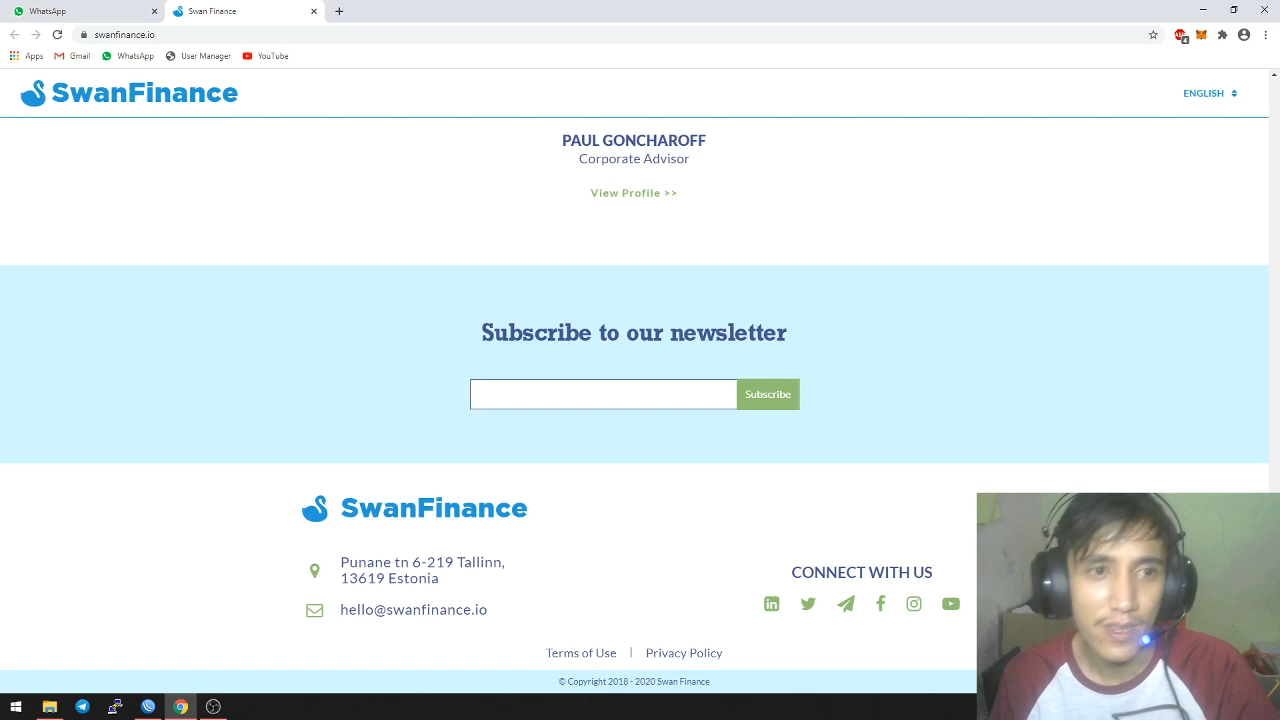 WhatsApp
Swan Finance
swanfinance.io
Apps
Gmail
WhatsApp
User Manager
YouTube
SwanFinance
ENGLISH
PAUL GONCHAROFF
Corporate Advisor
View Profile >>
Subscribe to our newsletter
Subscribe
SwanFinance
Punane tn 6-219 Tallinn,
13619 Estonia
hello@swanfinance.io
CONNECT WITH US
Terms of Use | Privacy Policy
© Copyright 2018 - 2020 Swan Finance